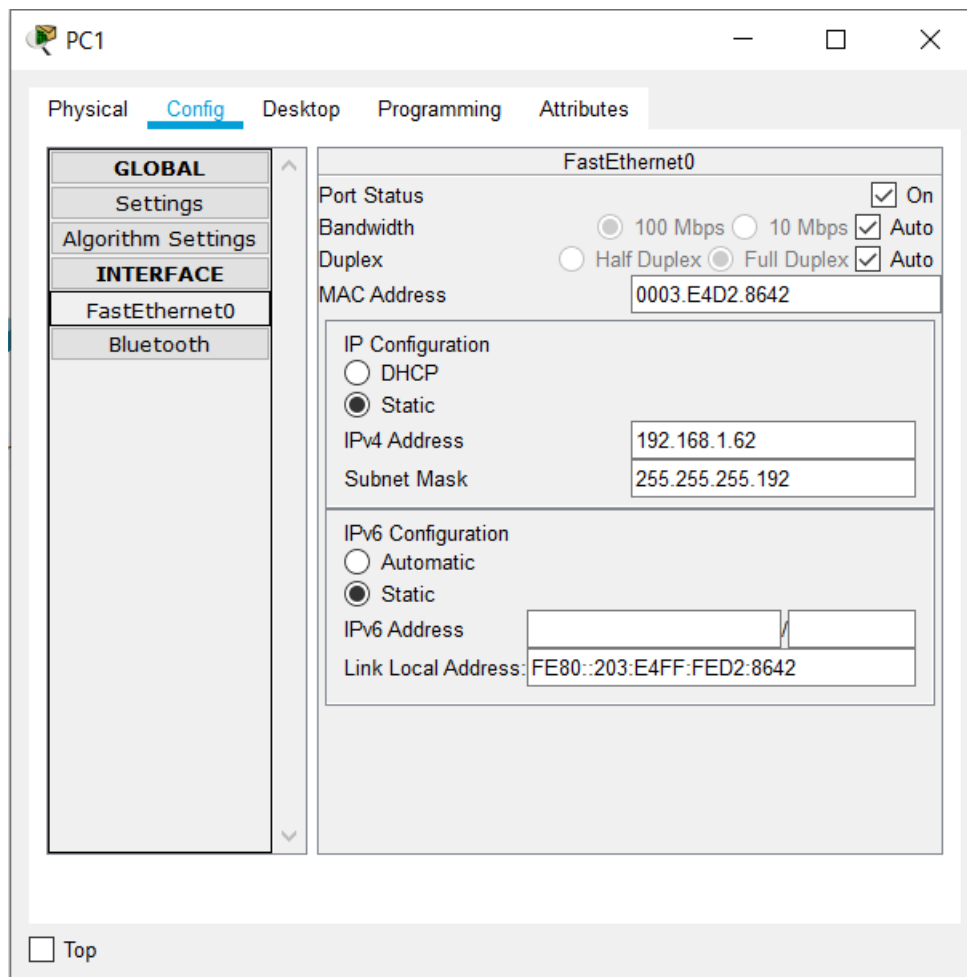 PC1
Physical Config Desktop Programming Attributes
GLOBAL
Settings
Algorithm Settings
INTERFACE
FastEthernet0
Bluetooth
FastEthernet0
Port Status On
Bandwidth 100 Mbps 10 Mbps Auto
Duplex Half Duplex Full Duplex Auto
MAC Address 0003.E4D2.8642
IP Configuration
DHCP
Static
IPv4 Address 192.168.1.62
Subnet Mask 255.255.255.192
IPv6 Configuration
Automatic
Static
IPv6 Address /
Link Local Address: FE80::203:E4FF:FED2:8642
Top